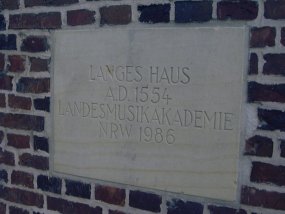 LANGES HAUS
A.D. 1554
LANDESMUSIKAKADEMIE
NRW 1986